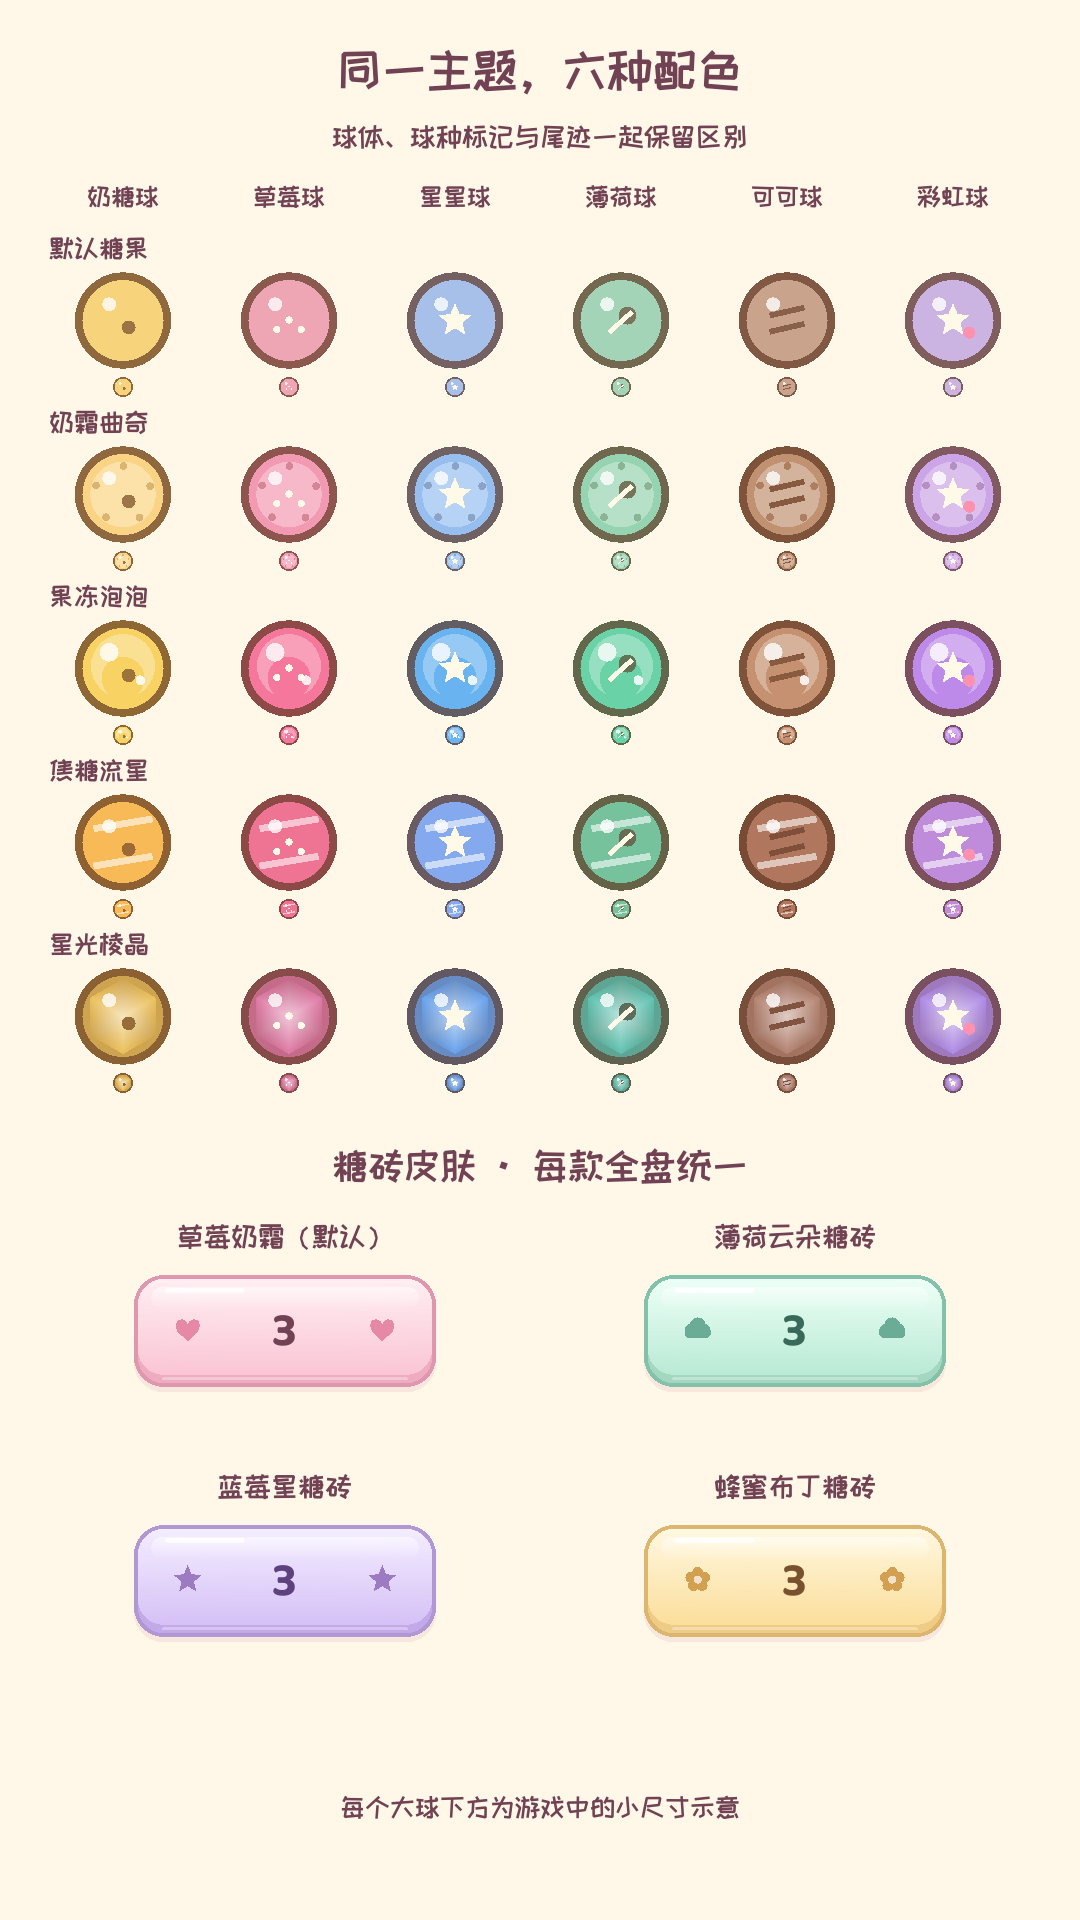 同一主题，六种配色
球体、球种标记与尾迹一起保留区别
奶糖球 草莓球 星星球 薄荷球 可可球 彩虹球
默认糖果
奶霜曲奇
果冻泡泡
焦糖流星
星光棱晶
糖砖皮肤 · 每款全盘统一
草莓奶霜（默认） 薄荷云朵糖砖
3 3
蓝莓星糖砖 蜂蜜布丁糖砖
3 3
每个大球下方为游戏中的小尺寸示意